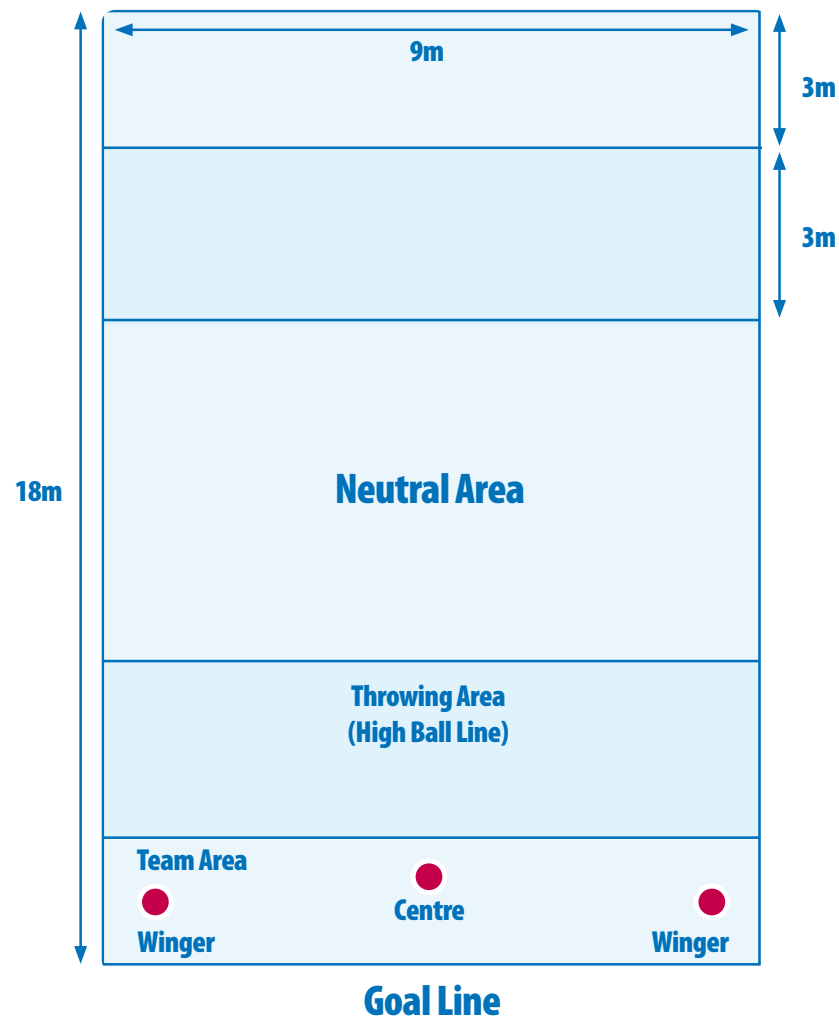 9m
3m
3m
18m
Neutral Area
Throwing Area
(High Ball Line)
Team Area
Centre
Winger
Winger
Goal Line